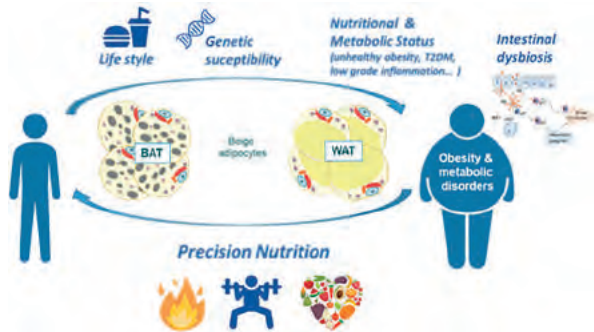 Life style
Genetic
suceptibility
Nutritional &
Metabolic Status
(unhealthy obesity, T2DM,
low grade inflammation... )
Intestinal
dysbiosis
BAT
Beige
adipocytes
WAT
Obesity &
metabolic
disorders
Precision Nutrition